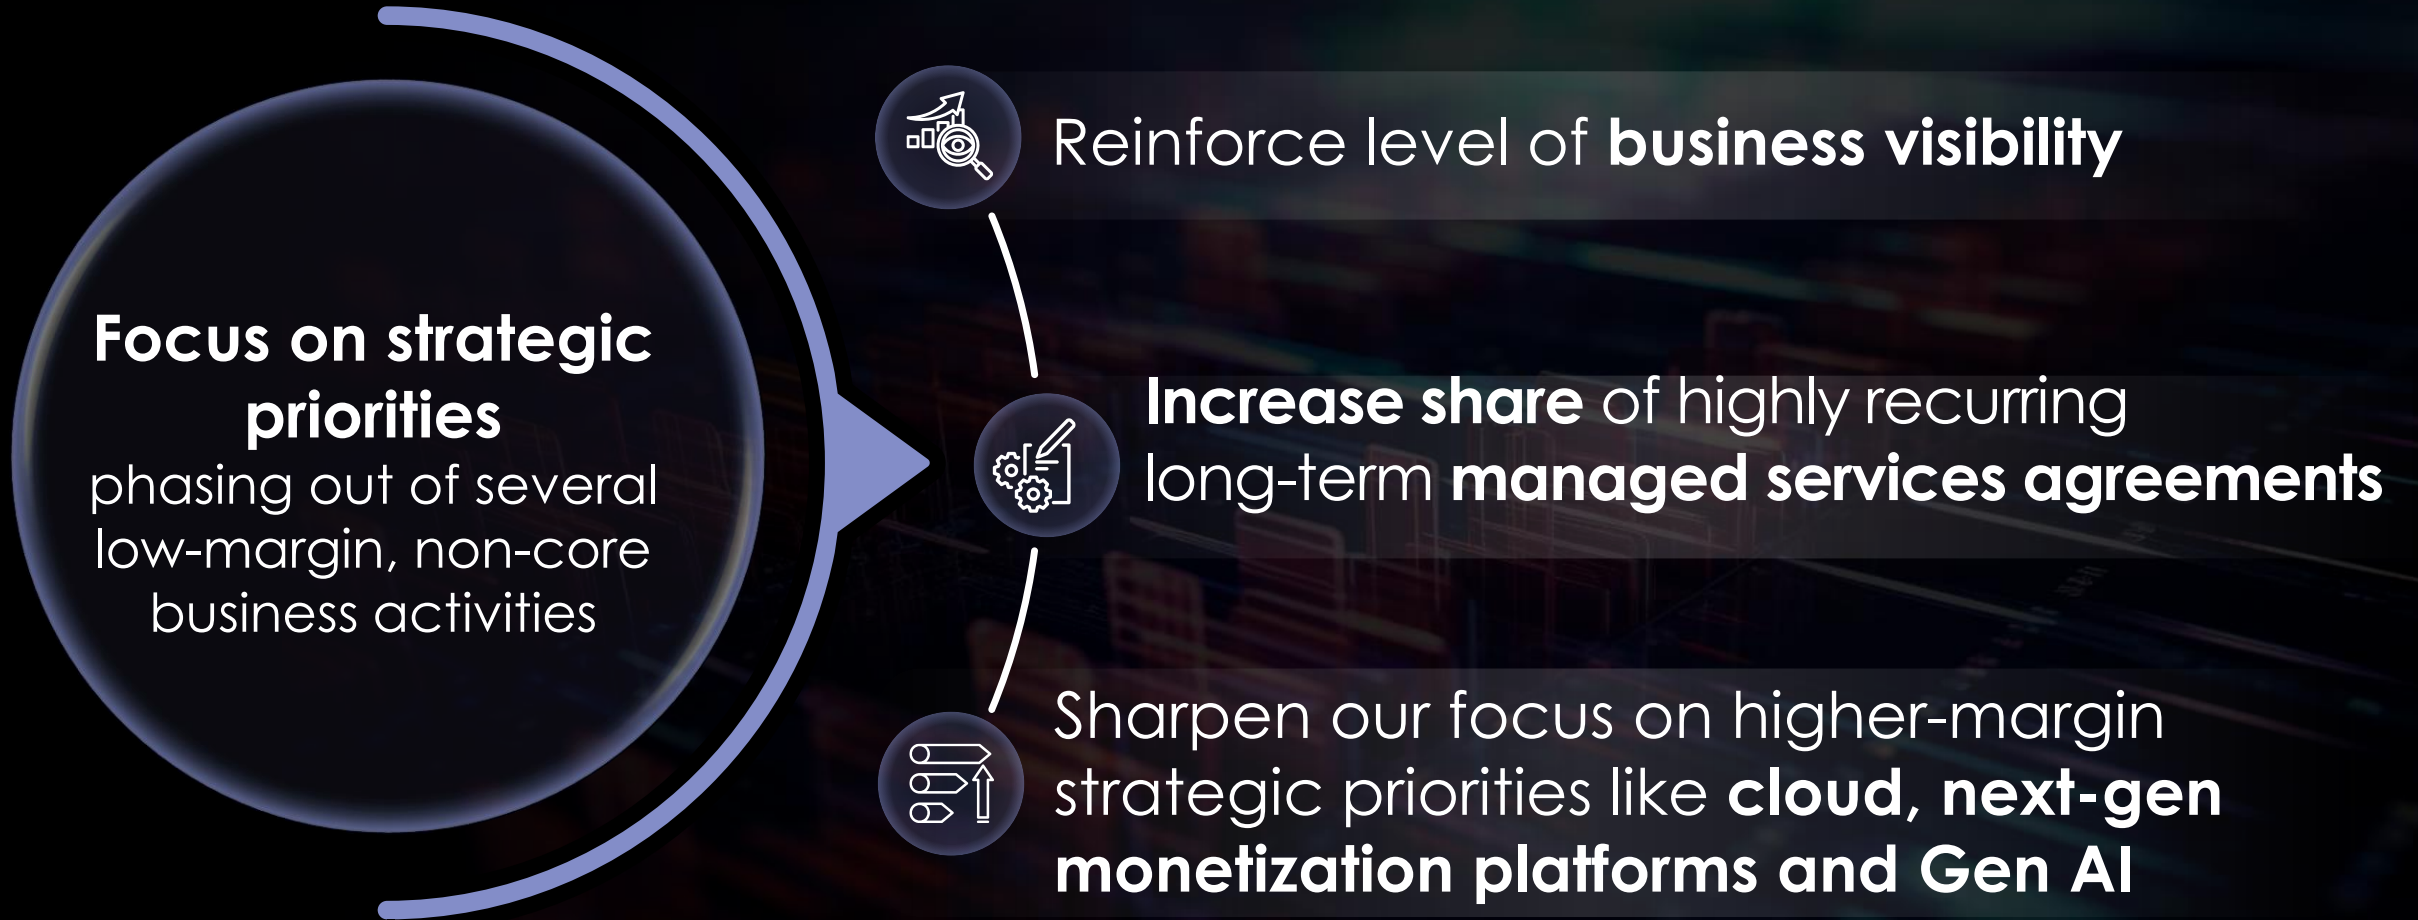 Focus on strategic
priorities
phasing out of several
low-margin, non-core
business activities
Reinforce level of business visibility
Increase share of highly recurring
long-term managed services agreements
Sharpen our focus on higher-margin
strategic priorities like cloud, next-gen
monetization platforms and Gen AI